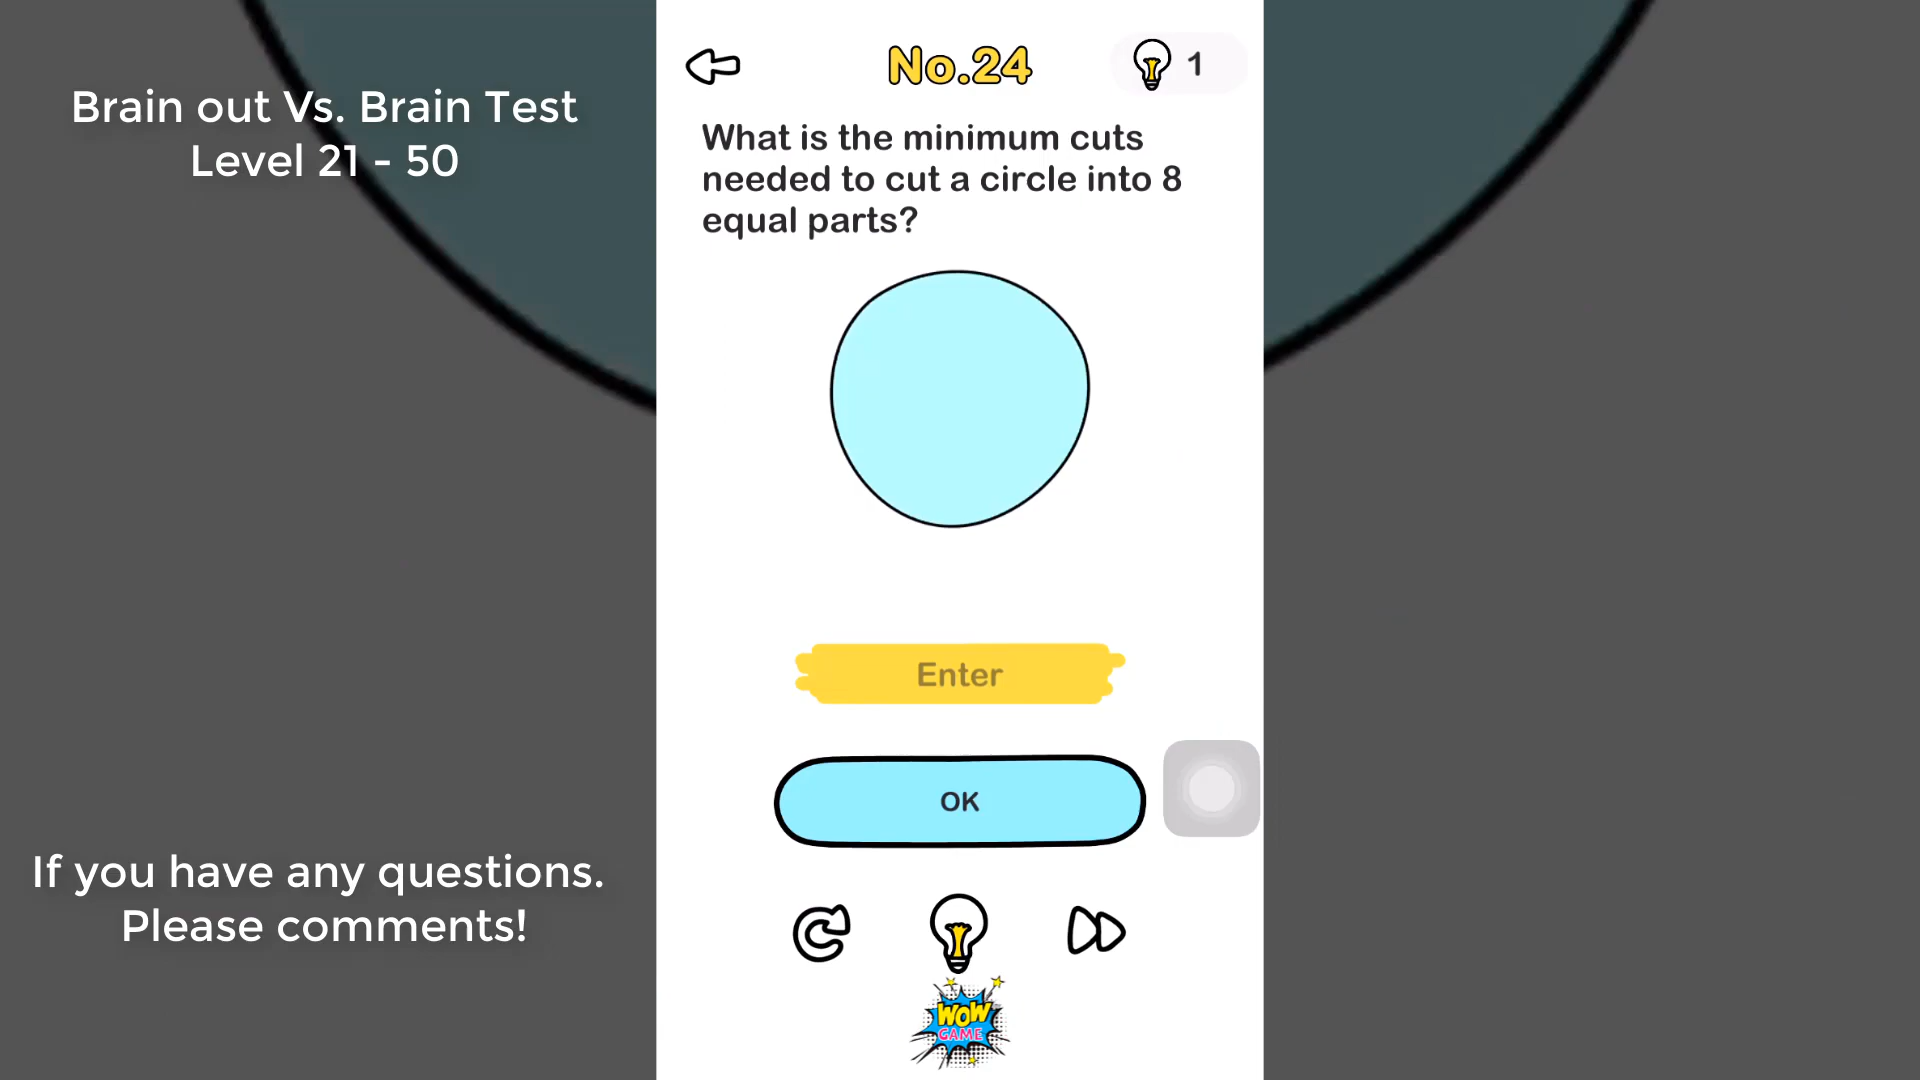 Brain out Vs. Brain Test
Level 21 - 50
No.24
1
What is the minimum cuts
needed to cut a circle into 8
equal parts?
Enter
OK
If you have any questions.
Please comments!
WOW
GAME